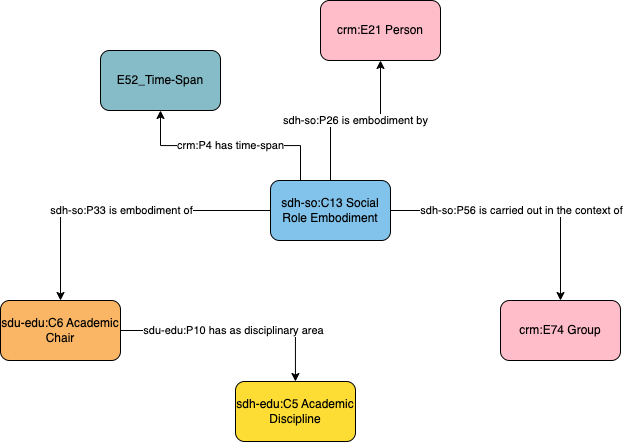 crm:E21 Person
E52_Time-Span
sdh-so:P26 is embodiment by
crm:P4 has time-span
sdh-so:C13 Social
Role Embodiment
sdh-so:P33 is embodiment of
sdh-so:P56 is carried out in the context of
sdu-edu:C6 Academic
Chair
sdu-edu:P10 has as disciplinary area
crm:E74 Group
sdh-edu:C5 Academic
Discipline